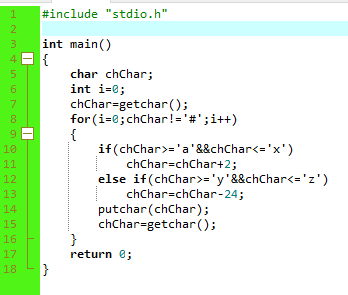 1 #include "stdio.h"
2
3 int main()
4 {
5     char chChar;
6     int i=0;
7     chChar=getchar();
8     for(i=0;chChar!='#';i++)
9     {
10         if(chChar>='a'&&chChar<='x')
11             chChar=chChar+2;
12         else if(chChar>='y'&&chChar<='z')
13             chChar=chChar-24;
14         putchar(chChar);
15         chChar=getchar();
16     }
17     return 0;
18 }